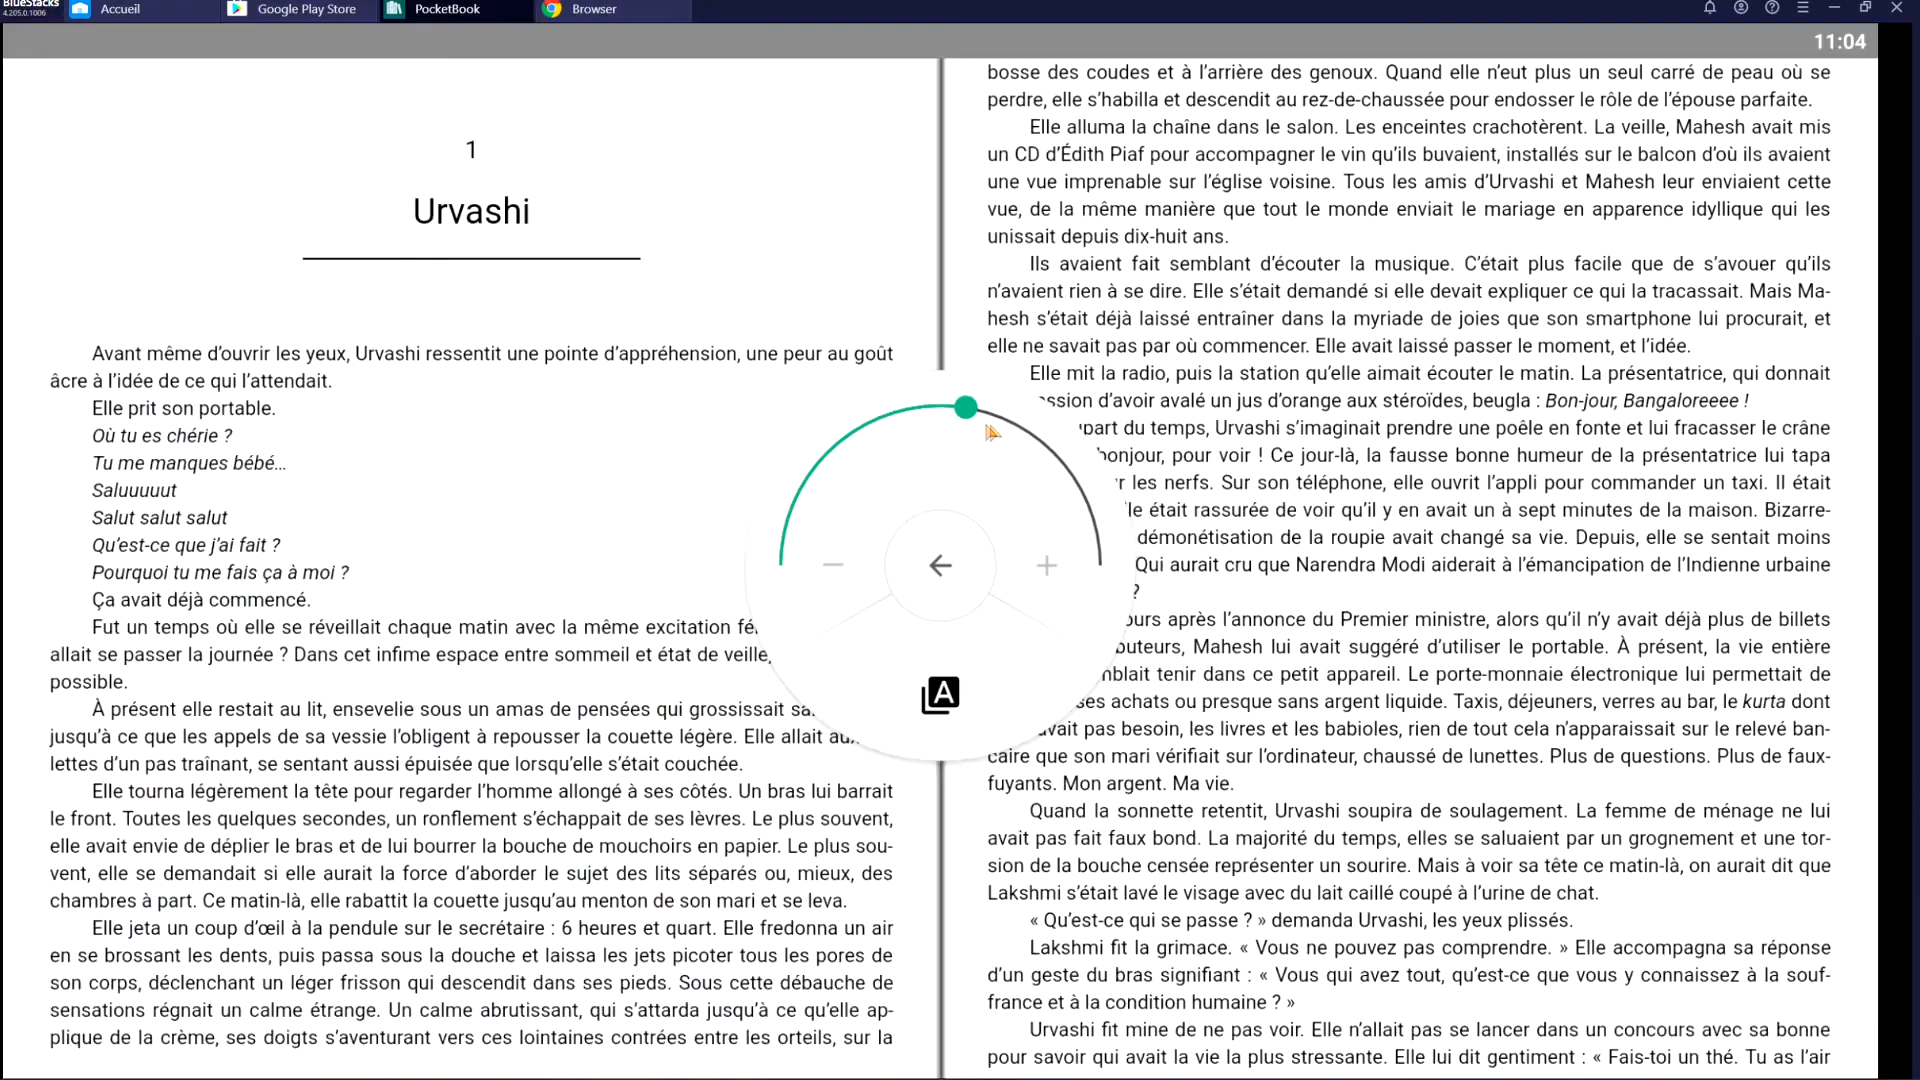 BlueStacks
4.205.0.1006
Accueil
Google Play Store
PocketBook
Browser
11:04
1
Urvashi
Avant même d’ouvrir les yeux, Urvashi ressentit une pointe d’appréhension, une peur au goût
âcre à l’idée de ce qui l’attendait.
Elle prit son portable.
Où tu es chérie ?
Tu me manques bébé…
Saluuuuut
Salut salut salut
Qu’est-ce que j’ai fait ?
Pourquoi tu me fais ça à moi ?
Ça avait déjà commencé.
Fut un temps où elle se réveillait chaque matin avec la même excitation
allait se passer la journée ? Dans cet infime espace entre sommeil et état de veille,
possible.
À présent elle restait au lit, ensevelie sous un amas de pensées qui grossissait
jusqu’à ce que les appels de sa vessie l’obligent à repousser la couette légère. Elle allait
lettes d’un pas traînant, se sentant aussi épuisée que lorsqu’elle s’était couchée.
Elle tourna légèrement la tête pour regarder l’homme allongé à ses côtés. Un bras lui barrait
le front. Toutes les quelques secondes, un ronflement s’échappait de ses lèvres. Le plus souvent,
elle avait envie de déplier le bras et de lui bourrer la bouche de mouchoirs en papier. Le plus sou-
vent, elle se demandait si elle aurait la force d’aborder le sujet des lits séparés ou, mieux, des
chambres à part. Ce matin-là, elle rabattit la couette jusqu’au menton de son mari et se leva.
Elle jeta un coup d’œil à la pendule sur le secrétaire : 6 heures et quart. Elle fredonna un air
en se brossant les dents, puis passa sous la douche et laissa les jets picoter tous les pores de
son corps, déclenchant un léger frisson qui descendit dans ses pieds. Sous cette débauche de
sensations régnait un calme étrange. Un calme abrutissant, qui s’attarda jusqu’à ce qu’elle ap-
plique de la crème, ses doigts s’aventurant vers ces lointaines contrées entre les orteils, sur la
bosse des coudes et à l’arrière des genoux. Quand elle n’eut plus un seul carré de peau où se
perdre, elle s’habilla et descendit au rez-de-chaussée pour endosser le rôle de l’épouse parfaite.
Elle alluma la chaîne dans le salon. Les enceintes crachotèrent. La veille, Mahesh avait mis
un CD d’Édith Piaf pour accompagner le vin qu’ils buvaient, installés sur le balcon d’où ils avaient
une vue imprenable sur l’église voisine. Tous les amis d’Urvashi et Mahesh leur enviaient cette
vue, de la même manière que tout le monde enviait le mariage en apparence idyllique qui les
unissait depuis dix-huit ans.
Ils avaient fait semblant d’écouter la musique. C’était plus facile que de s’avouer qu’ils
n’avaient rien à se dire. Elle s’était demandé si elle devait expliquer ce qui la tracassait. Mais Ma-
hesh s’était déjà laissé entraîner dans la myriade de joies que son smartphone lui procurait, et
elle ne savait pas par où commencer. Elle avait laissé passer le moment, et l’idée.
Elle mit la radio, puis la station qu’elle aimait écouter le matin. La présentatrice, qui donnait
d’avoir avalé un jus d’orange aux stéroïdes, beugla : Bon-jour, Bangaloreeee !
du temps, Urvashi s’imaginait prendre une poêle en fonte et lui fracasser le crâne
bonjour, pour voir ! Ce jour-là, la fausse bonne humeur de la présentatrice lui tapa
les nerfs. Sur son téléphone, elle ouvrit l’appli pour commander un taxi. Il était
était rassurée de voir qu’il y en avait un à sept minutes de la maison. Bizarre-
démonétisation de la roupie avait changé sa vie. Depuis, elle se sentait moins
Qui aurait cru que Narendra Modi aiderait à l’émancipation de l’Indienne urbaine
?
après l’annonce du Premier ministre, alors qu’il n’y avait déjà plus de billets
Mahesh lui avait suggéré d’utiliser le portable. À présent, la vie entière
tenir dans ce petit appareil. Le porte-monnaie électronique lui permettait de
ses achats ou presque sans argent liquide. Taxis, déjeuners, verres au bar, le kurta dont
avait pas besoin, les livres et les babioles, rien de tout cela n’apparaissait sur le relevé ban-
caire que son mari vérifiait sur l’ordinateur, chaussé de lunettes. Plus de questions. Plus de faux-
fuyants. Mon argent. Ma vie.
Quand la sonnette retentit, Urvashi soupira de soulagement. La femme de ménage ne lui
avait pas fait faux bond. La majorité du temps, elles se saluaient par un grognement et une tor-
sion de la bouche censée représenter un sourire. Mais à voir sa tête ce matin-là, on aurait dit que
Lakshmi s’était lavé le visage avec du lait caillé coupé à l’urine de chat.
« Qu’est-ce qui se passe ? » demanda Urvashi, les yeux plissés.
Lakshmi fit la grimace. « Vous ne pouvez pas comprendre. » Elle accompagna sa réponse
d’un geste du bras signifiant : « Vous qui avez tout, qu’est-ce que vous y connaissez à la souf-
france et à la condition humaine ? »
Urvashi fit mine de ne pas voir. Elle n’allait pas se lancer dans un concours avec sa bonne
pour savoir qui avait la vie la plus stressante. Elle lui dit gentiment : « Fais-toi un thé. Tu as l’air
A